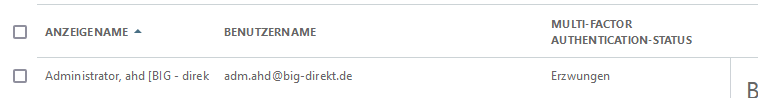 ANZEIGENAME BENUTZERNAME MULTI-FACTOR
AUTHENTICATION-STATUS
Administrator, ahd [BIG - direk adm.ahd@big-direkt.de Erzwungen
B